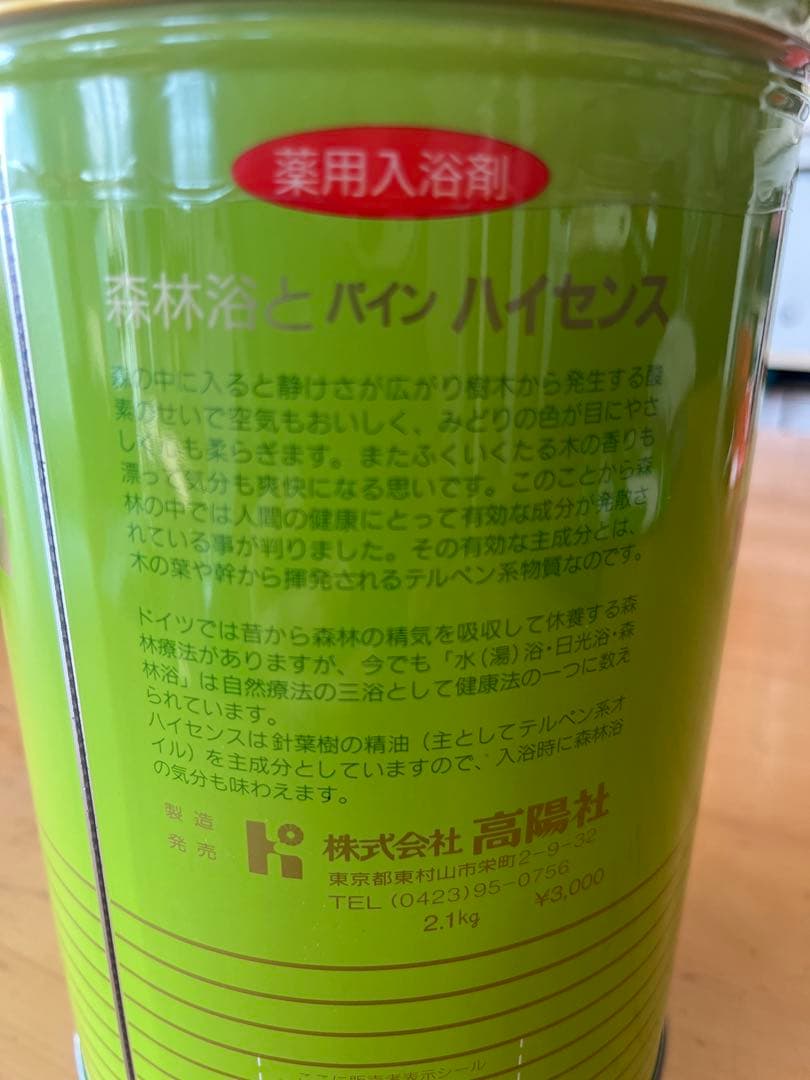 薬用入浴剤
森林浴と パイン ハイセンス
森の中に入ると静けさが広がり樹木から発生する酸
素のせいで空気もおいしく、みどりの色が目にやさ
しく心も柔らぎます。またふくいくたる木の香りも
漂って気分も爽快になる思いです。このことから森
林の中では人間の健康にとって有効な成分が発散さ
れている事が判りました。その有効な主成分とは、
木の葉や幹から揮発されるテルペン系物質なのです。
ドイツでは昔から森林の精気を吸収して休養する森
林療法がありますが、今でも「水(湯)浴・日光浴・森
林浴」は自然療法の三浴として健康法の一つに数え
られています。
ハイセンスは針葉樹の精油(主としてテルペン系オ
イル)を主成分としていますので、入浴時に森林浴
の気分も味わえます。
製造
発売
株式会社 高陽社
東京都東村山市栄町2-9-32
TEL (0423)95-0756
2.1kg ¥3,000
ここに販売者表示シール